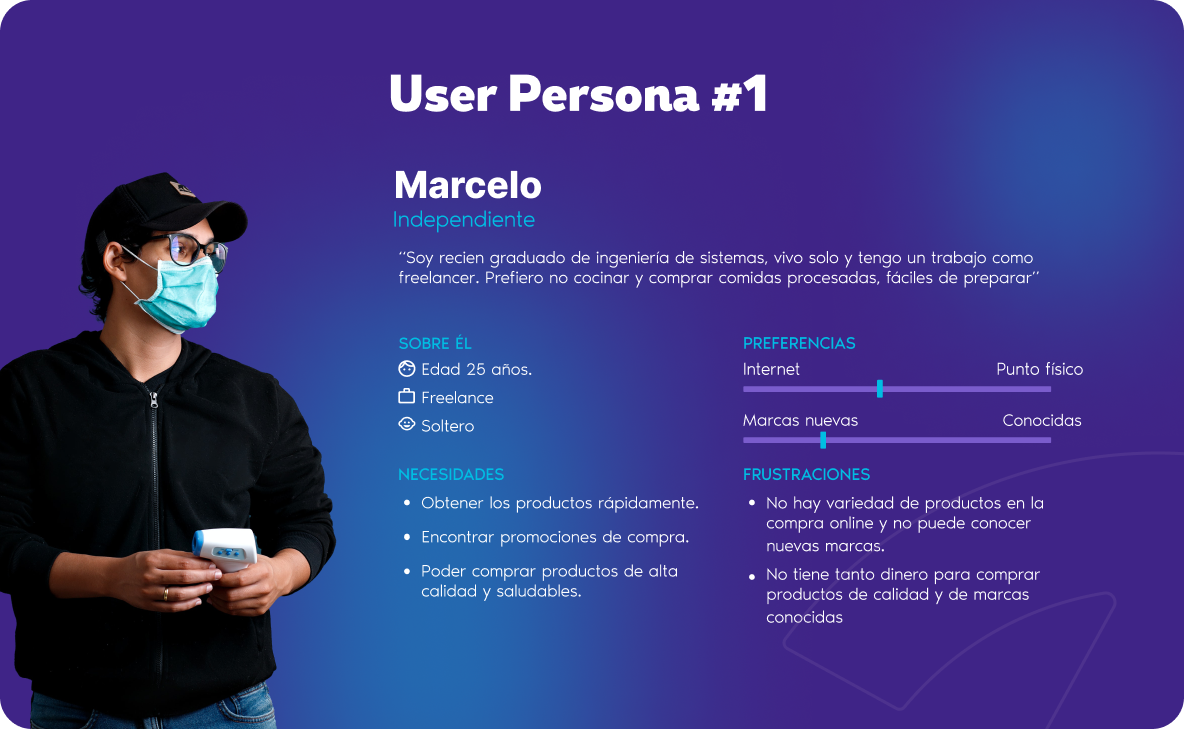 User Persona #1
Marcelo
Independiente
“Soy recien graduado de ingeniería de sistemas, vivo solo y tengo un trabajo como
freelancer. Prefiero no cocinar y comprar comidas procesadas, fáciles de preparar”
SOBRE ÉL
Edad 25 años.
Freelance
Soltero
PREFERENCIAS
Internet Punto físico
Marcas nuevas Conocidas
NECESIDADES
• Obtener los productos rápidamente.
• Encontrar promociones de compra.
• Poder comprar productos de alta
calidad y saludables.
FRUSTRACIONES
• No hay variedad de productos en la
compra online y no puede conocer
nuevas marcas.
• No tiene tanto dinero para comprar
productos de calidad y de marcas
conocidas